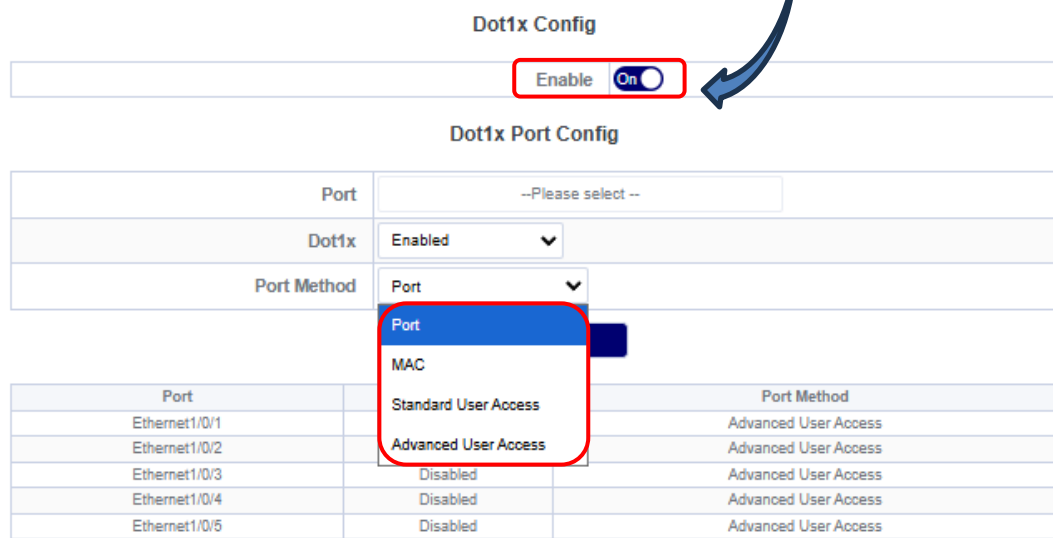 Dot1x Config
Enable On
Dot1x Port Config
Port --Please select --
Dot1x Enabled
Port Method Port
Port
MAC
Standard User Access
Advanced User Access
Port Port Method
Ethernet1/0/1 Advanced User Access
Ethernet1/0/2 Advanced User Access
Ethernet1/0/3 Disabled Advanced User Access
Ethernet1/0/4 Disabled Advanced User Access
Ethernet1/0/5 Disabled Advanced User Access